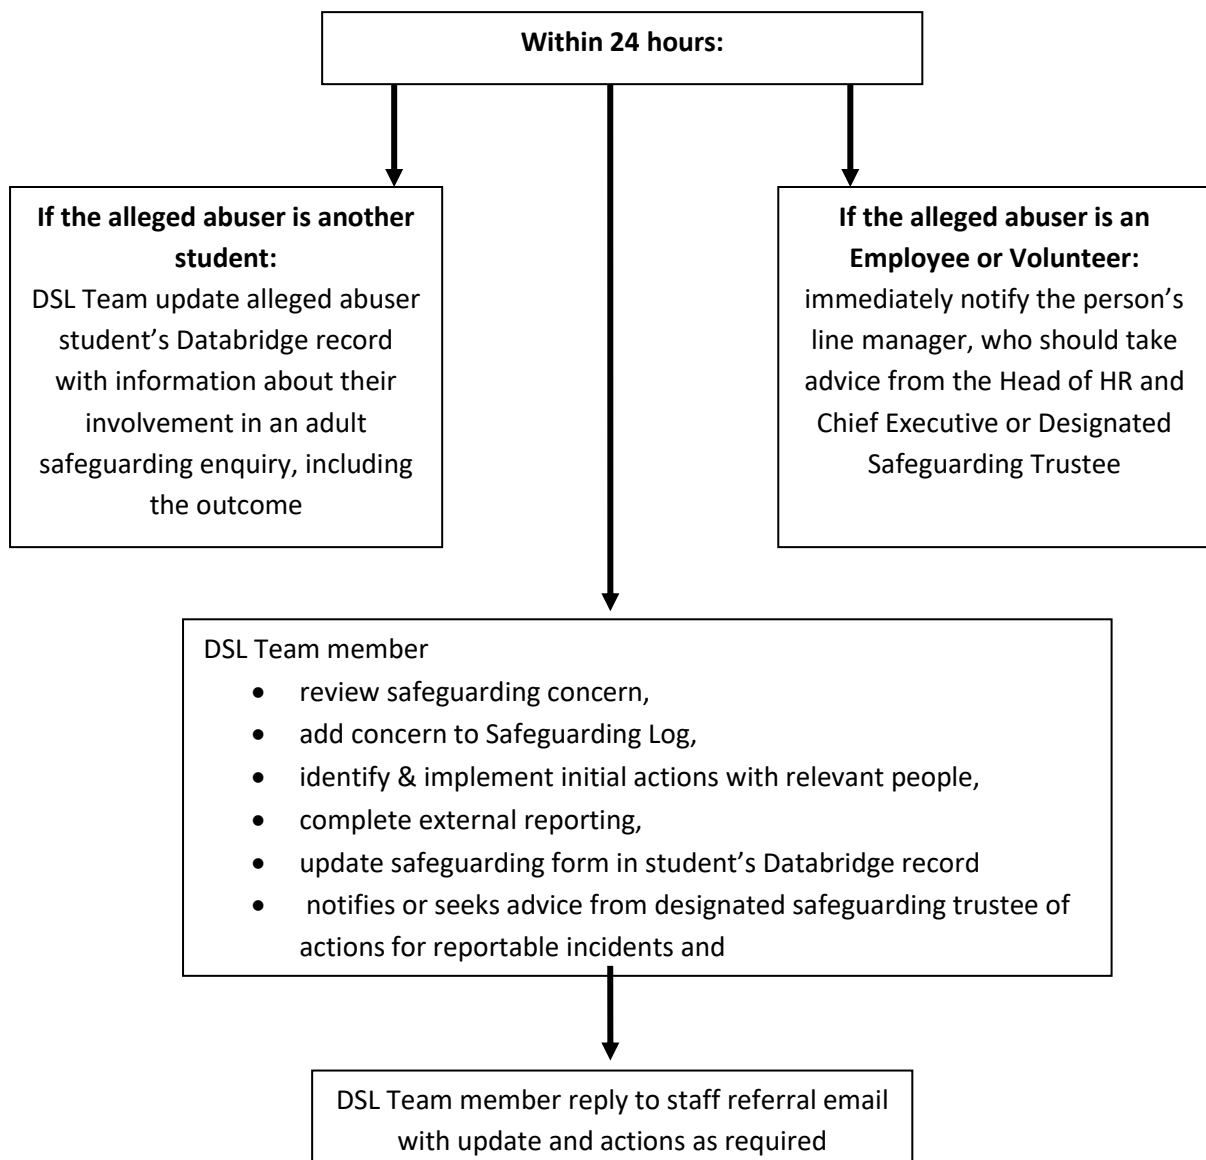 Within 24 hours:
If the alleged abuser is another
student:
DSL Team update alleged abuser
student’s Databridge record
with information about their
involvement in an adult
safeguarding enquiry, including
the outcome
If the alleged abuser is an
Employee or Volunteer:
immediately notify the person’s
line manager, who should take
advice from the Head of HR and
Chief Executive or Designated
Safeguarding Trustee
DSL Team member
• review safeguarding concern,
• add concern to Safeguarding Log,
• identify & implement initial actions with relevant people,
• complete external reporting,
• update safeguarding form in student’s Databridge record
• notifies or seeks advice from designated safeguarding trustee of
actions for reportable incidents and
DSL Team member reply to staff referral email
with update and actions as required